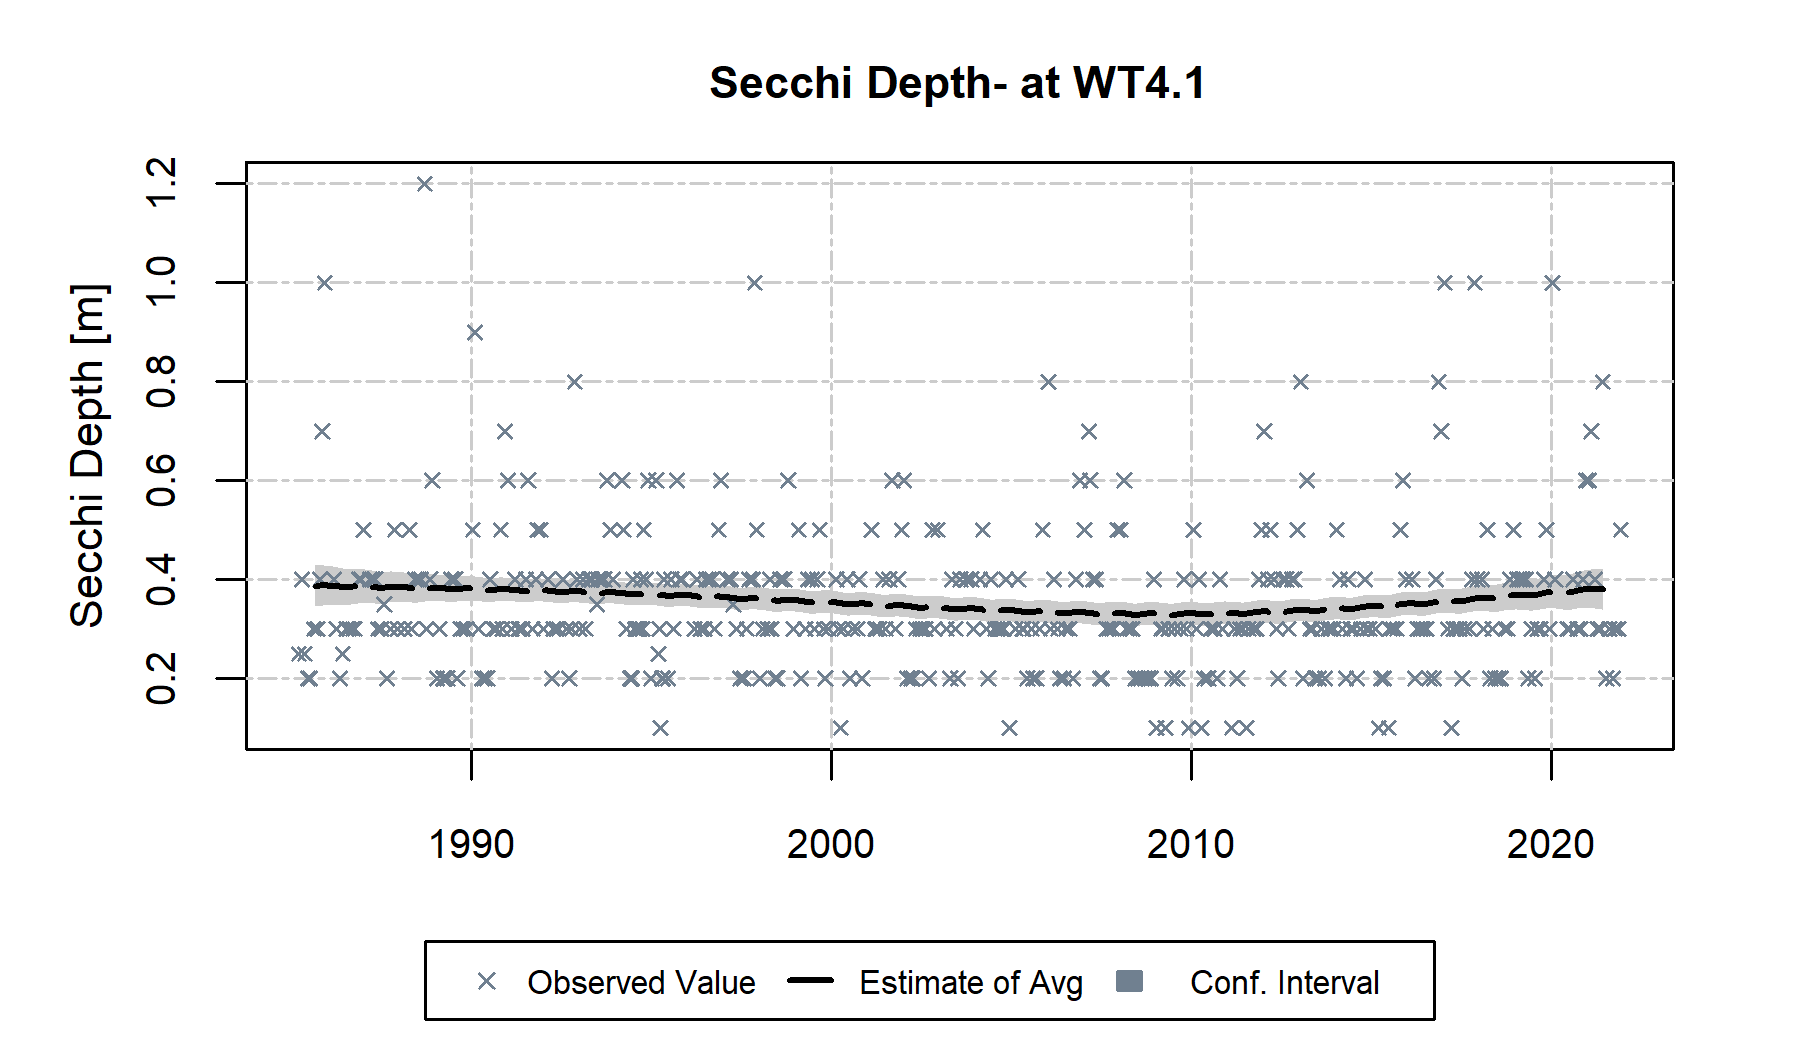 Secchi Depth- at WT4.1
Secchi Depth [m]
1.2
1.0
0.8
0.6
0.4
0.2
1990 2000 2010 2020
Observed Value Estimate of Avg Conf. Interval